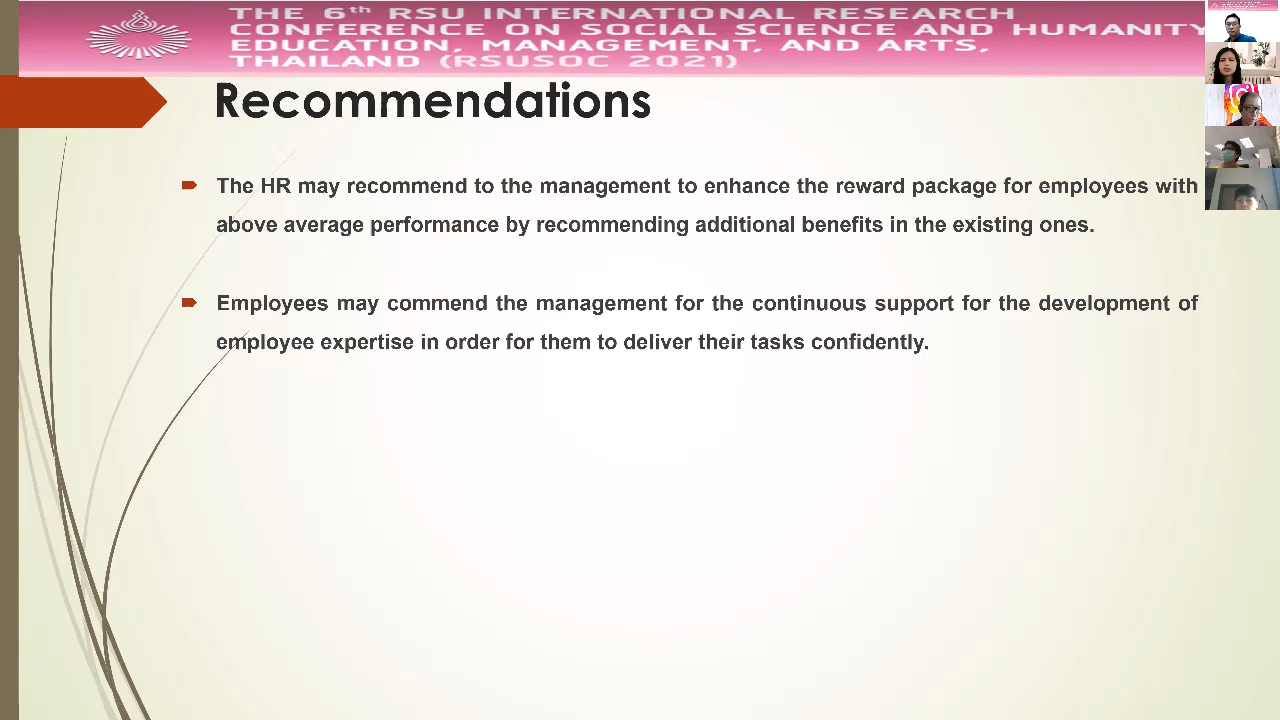 THE 6th RSU INTERNATIONAL RESEARCH
CONFERENCE ON SOCIAL SCIENCE AND HUMANITY
EDUCATION, MANAGEMENT, AND ARTS,
THAILAND (RSUSOC 2021)
Recommendations
The HR may recommend to the management to enhance the reward package for employees with
above average performance by recommending additional benefits in the existing ones.
Employees may commend the management for the continuous support for the development of
employee expertise in order for them to deliver their tasks confidently.